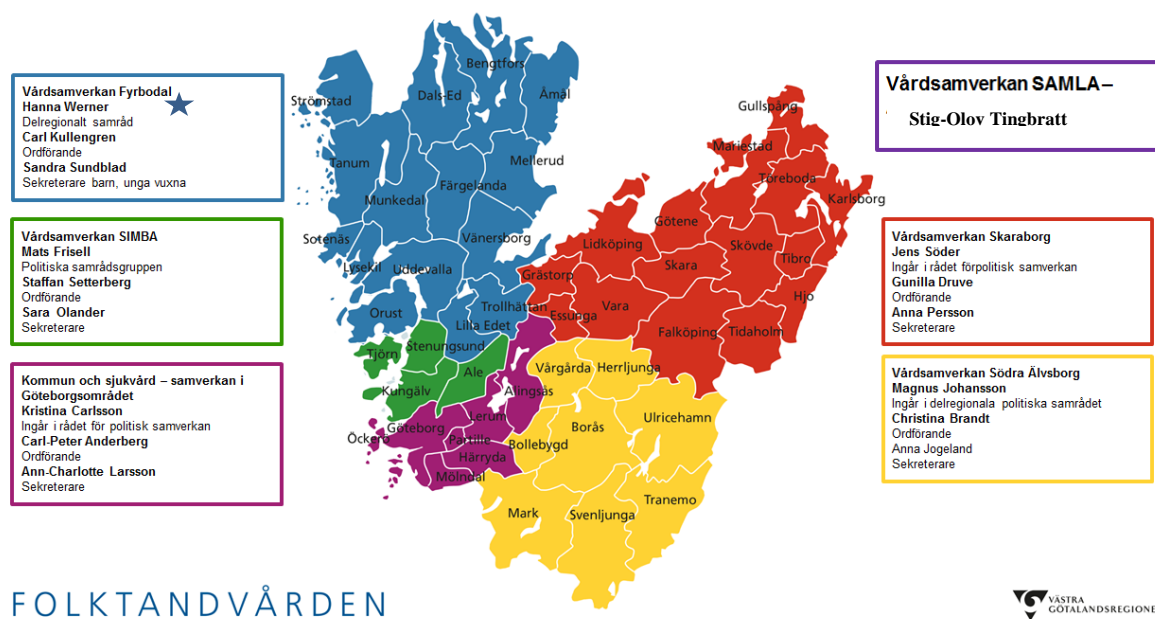 Vårdsamverkan Fyrbodal
Hanna Werner
Delregionalt samråd
Carl Kullengren
Ordförande
Sandra Sundblad
Sekreterare barn, unga vuxna
Vårdsamverkan SIMBA
Mats Frisell
Politiska samrådsgruppen
Staffan Setterberg
Ordförande
Sara Olander
Sekreterare
Kommun och sjukvård – samverkan i
Göteborgsområdet
Kristina Carlsson
Ingår i rådet för politisk samverkan
Carl-Peter Anderberg
Ordförande
Ann-Charlotte Larsson
Sekreterare
Strömstad
Dals-Ed
Bengtfors
Åmål
Tanum
Mellerud
Färgelanda
Munkedal
Sotenäs
Vänersborg
Lysekil
Uddevalla
Orust
Trollhättan
Lilla Edet
Gullspång
Mariestad
Töreboda
Karlsborg
Götene
Lidköping
Skövde
Tibro
Skara
Grästorp
Hjo
Vara
Essunga
Falköping
Tidaholm
Stenungsund
Tjörn
Ale
Kungälv
Alingsås
Lerum
Göteborg
Öckerö
Partille
Härryda
Mölndal
Vårgårda
Herrljunga
Ulricehamn
Borås
Bollebygd
Tranemo
Mark
Svenljunga
Vårdsamverkan SAMLA–
Stig-Olov Tingbratt
Vårdsamverkan Skaraborg
Jens Söder
Ingår i rådet förpolitisk samverkan
Gunilla Druve
Ordförande
Anna Persson
Sekreterare
Vårdsamverkan Södra Älvsborg
Magnus Johansson
Ingår i delregionala politiska samrådet
Christina Brandt
Ordförande
Anna Jogeland
Sekreterare
FOLKTANDVÅRDEN
VÄSTRA
GÖTALANDSREGIONE